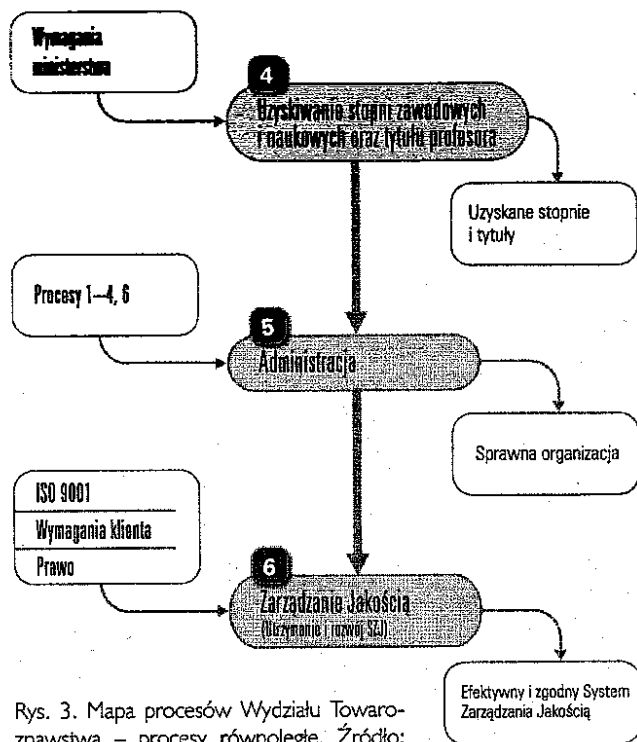 Wymagania
ministerstwa
4
Uzyskiwanie stopni zawodowych
i naukowych oraz tytułu profesora
Uzyskane stopnie
i tytuły
Procesy 1—4, 6
5
Administracja
Sprawna organizacja
ISO 9001
Wymagania klienta
Prawo
6
Zarządzanie Jakością
(Utrzymanie i rozwój SZJ)
Efektywny i zgodny System
Zarządzania Jakością
Rys. 3. Mapa procesów Wydziału Towaro-
znawstwa – procesy równoległe. Źródło: